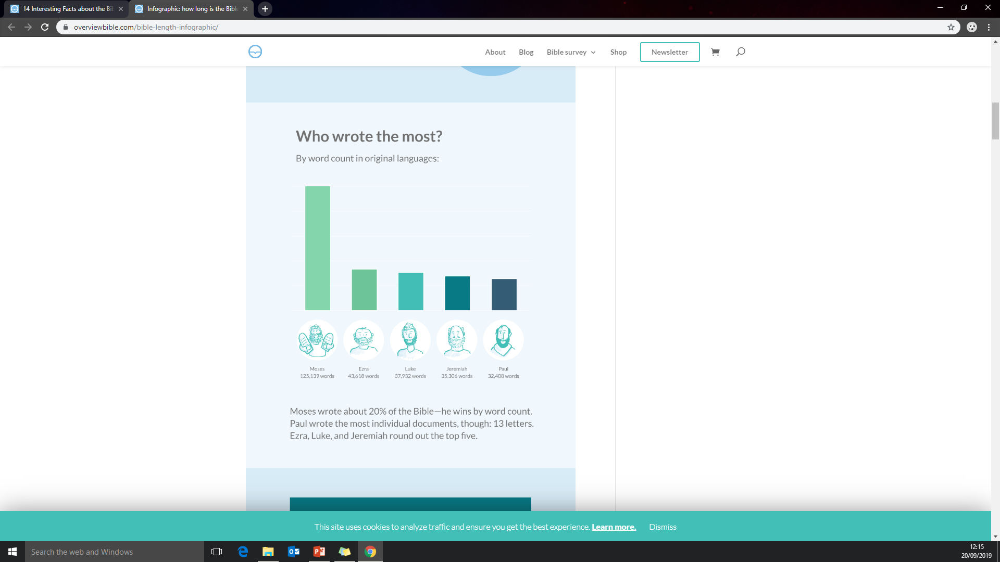 14 Interesting Facts about the Bi
Infographic: how long is the Bible
overviewbible.com/bible-length-infographic/
About Blog Bible survey Shop Newsletter
Who wrote the most?
By word count in original languages:
Moses Ezra Luke Jeremiah Paul
125,139 words 43,618 words 37,932 words 35,306 words 32,408 words
Moses wrote about 20% of the Bible—he wins by word count.
Paul wrote the most individual documents, though: 13 letters.
Ezra, Luke, and Jeremiah round out the top five.
This site uses cookies to analyze traffic and ensure you get the best experience. Learn more. Dismiss
Search the web and Windows
12:15
20/09/2019